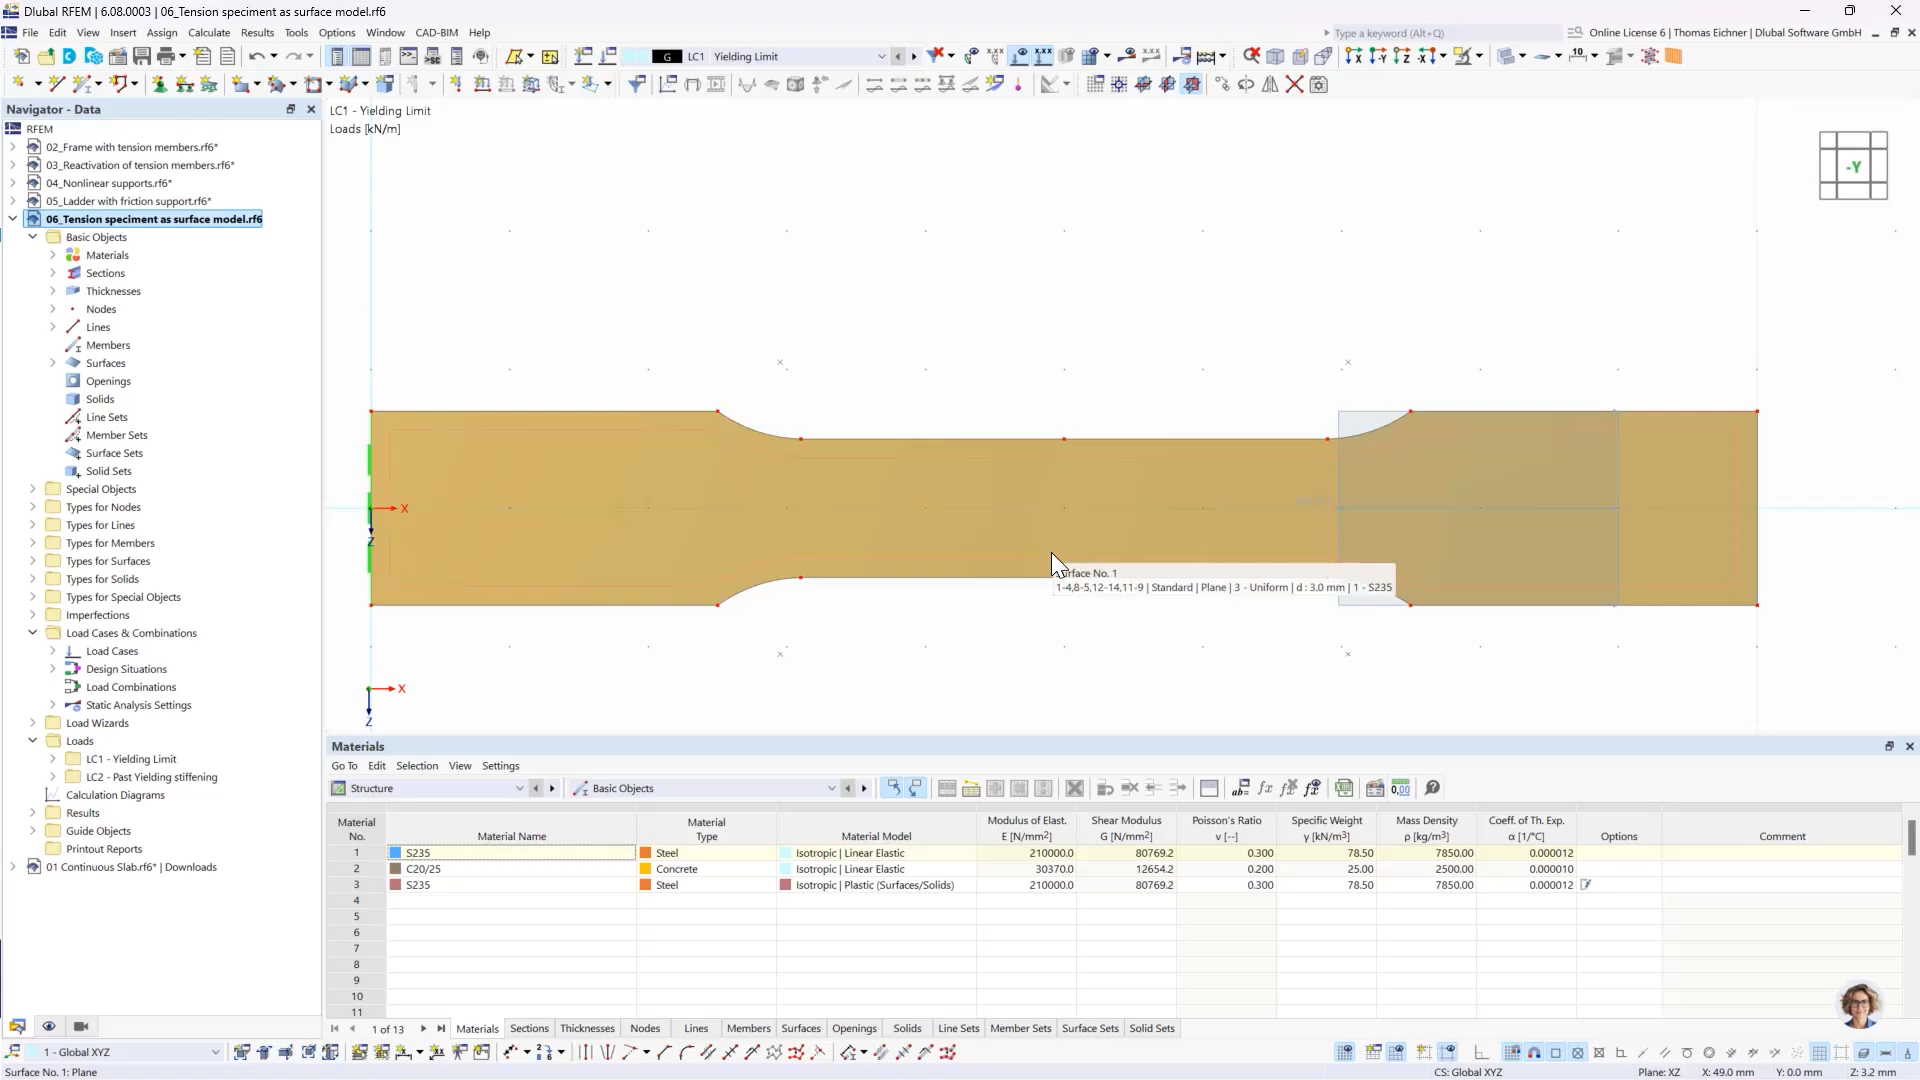 Dlubal RFEM | 6.08.0003 | 06_Tension speciment as surface model.rf6
File Edit View Insert Assign Calculate Results Tools Options Window CAD-BIM Help
Type a keyword (Alt+Q)
Online License 6 | Thomas Eichner | Dlubal Software GmbH
G LC1 Yielding Limit
Navigator - Data
RFEM
02_Frame with tension members.rf6*
03_Reactivation of tension members.rf6*
04_Nonlinear supports.rf6*
05_Ladder with friction support.rf6*
06_Tension speciment as surface model.rf6
Basic Objects
Materials
Sections
Thicknesses
Nodes
Lines
Members
Surfaces
Openings
Solids
Line Sets
Member Sets
Surface Sets
Solid Sets
Special Objects
Types for Nodes
Types for Lines
Types for Members
Types for Surfaces
Types for Solids
Types for Special Objects
Imperfections
Load Cases & Combinations
Load Cases
Design Situations
Load Combinations
Static Analysis Settings
Load Wizards
Loads
LC1 - Yielding Limit
LC2 - Past Yielding stiffening
Calculation Diagrams
Results
Guide Objects
Printout Reports
01 Continuous Slab.rf6* | Downloads
LC1 - Yielding Limit
Loads [kN/m]
-Y
X
Z
X
Z
Surface No. 1
1-4,8-5,12-14,11-9 | Standard | Plane | 3 - Uniform | d : 3.0 mm | 1 - S235
Materials
Go To Edit Selection View Settings
Structure
Basic Objects
Material No. Material Name Material Type Material Model Modulus of Elast. E [N/mm2] Shear Modulus G [N/mm2] Poisson's Ratio ν [--] Specific Weight γ [kN/m3] Mass Density ρ [kg/m3] Coeff. of Th. Exp. α [1/°C] Options Comment
1 S235 Steel Isotropic | Linear Elastic 210000.0 80769.2 0.300 78.50 7850.00 0.000012
2 C20/25 Concrete Isotropic | Linear Elastic 30370.0 12654.2 0.200 25.00 2500.00 0.000010
3 S235 Steel Isotropic | Plastic (Surfaces/Solids) 210000.0 80769.2 0.300 78.50 7850.00 0.000012
4
5
6
7
8
9
10
11
1 of 13 Materials Sections Thicknesses Nodes Lines Members Surfaces Openings Solids Line Sets Member Sets Surface Sets Solid Sets
1 - Global XYZ
Surface No. 1: Plane
CS: Global XYZ
Plane: XZ X: 49.0 mm Y: 0.0 mm Z: 3.2 mm